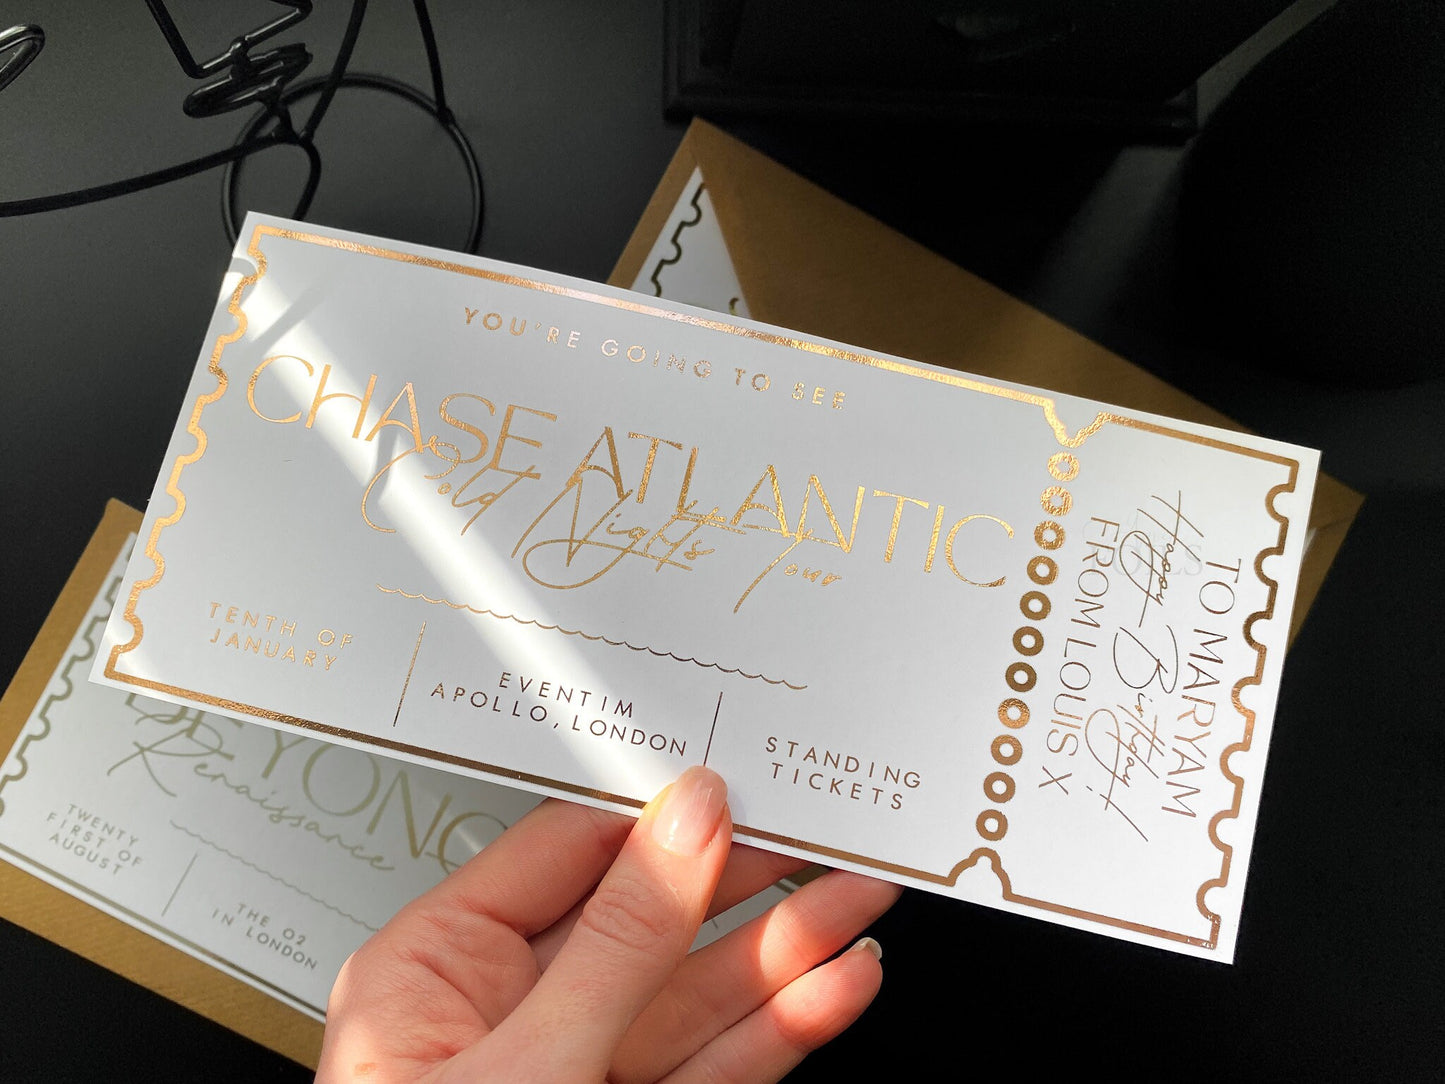 YOU'RE GOING TO SEE
CHASE ATLANTIC
Cold Nights Tour
TENTH OF
JANUARY
EVENTIM
APOLLO, LONDON
STANDING
TICKETS
TO MARYAM
Happy Birthday!
FROM LOUIS X
BEYONC
Renaissance
TWENTY
FIRST OF
AUGUST
THE O2
IN LONDON